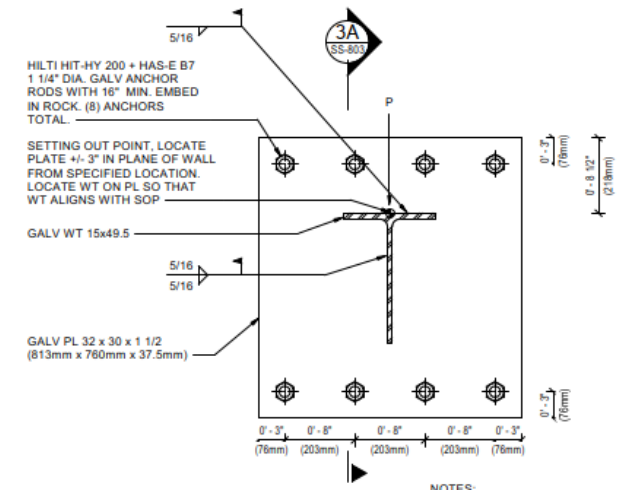 5/16
3A
SS-803
HILTI HIT-HY 200 + HAS-E B7
1 1/4" DIA. GALV ANCHOR
RODS WITH 16" MIN. EMBED
IN ROCK. (8) ANCHORS
TOTAL.
P
SETTING OUT POINT, LOCATE
PLATE +/- 3" IN PLANE OF WALL
FROM SPECIFIED LOCATION.
LOCATE WT ON PL SO THAT
WT ALIGNS WITH SOP
0' - 3"
(76mm)
0' - 8 1/2"
(218mm)
GALV WT 15x49.5
5/16
5/16
GALV PL 32 x 30 x 1 1/2
(813mm x 760mm x 37.5mm)
0' - 3"
(76mm)
0' - 3" 0' - 8" 0' - 8" 0' - 8" 0' - 3"
(76mm) (203mm) (203mm) (203mm) (76mm)
NOTES: